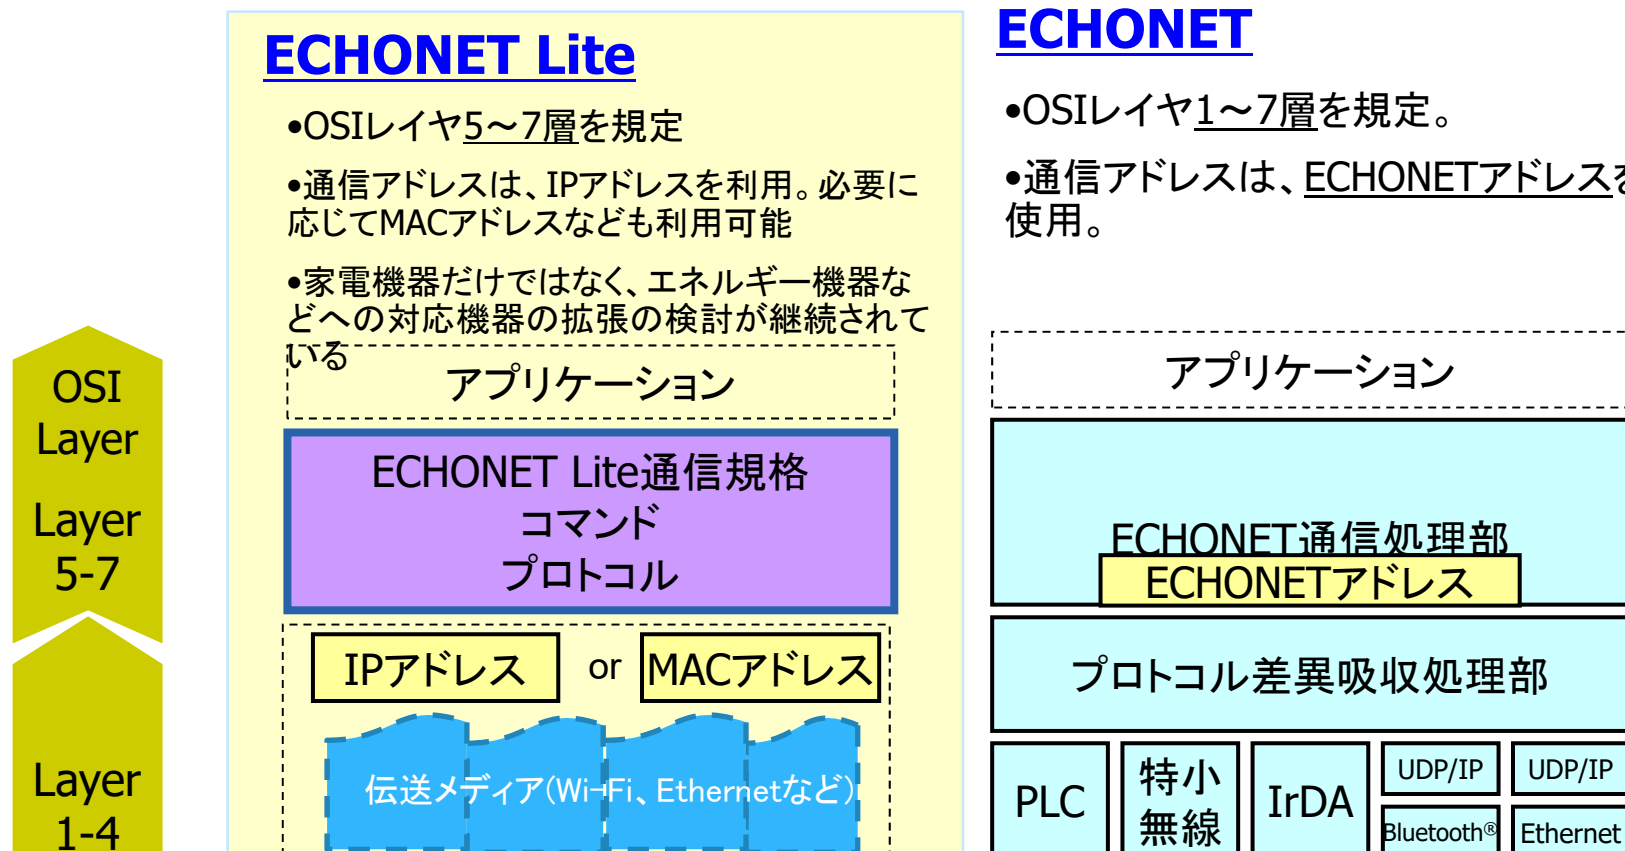 ECHONET Lite
•OSIレイヤ5～7層を規定
•通信アドレスは、IPアドレスを利用。必要に
応じてMACアドレスなども利用可能
•家電機器だけではなく、エネルギー機器な
どへの対応機器の拡張の検討が継続されて
いる
アプリケーション
ECHONET Lite通信規格
コマンド
プロトコル
IPアドレス or MACアドレス
伝送メディア(Wi-Fi、Ethernetなど)
OSI
Layer
Layer
5-7
Layer
1-4
ECHONET
•OSIレイヤ1～7層を規定。
•通信アドレスは、ECHONETアドレスを
使用。
アプリケーション
ECHONET通信処理部
ECHONETアドレス
プロトコル差異吸収処理部
PLC
特小
無線
IrDA
UDP/IP
Bluetooth®
UDP/IP
Ethernet